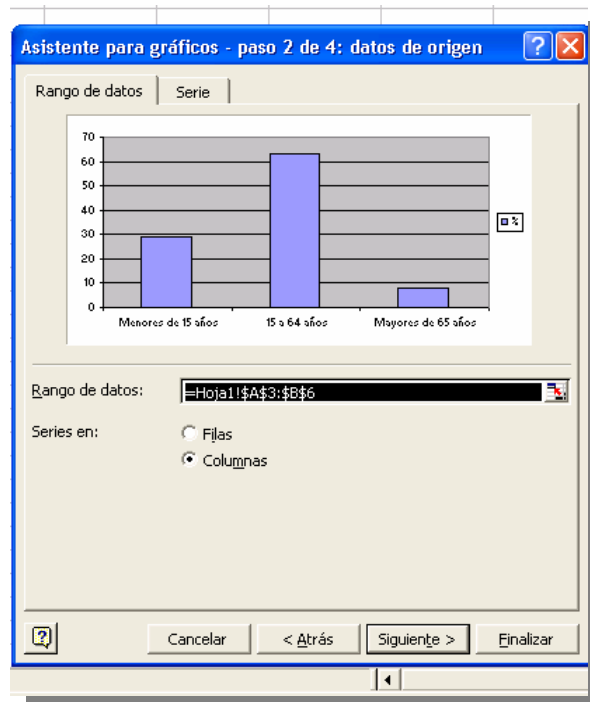 Asistente para gráficos - paso 2 de 4: datos de origen
Rango de datos
Serie
70
60
50
40
30
20
10
0
%
Menores de 15 años
15 a 64 años
Mayores de 65 años
Rango de datos:
=Hoja1!$A$3:$B$6
Series en:
Filas
Columnas
Cancelar
< Atrás
Siguiente >
Finalizar